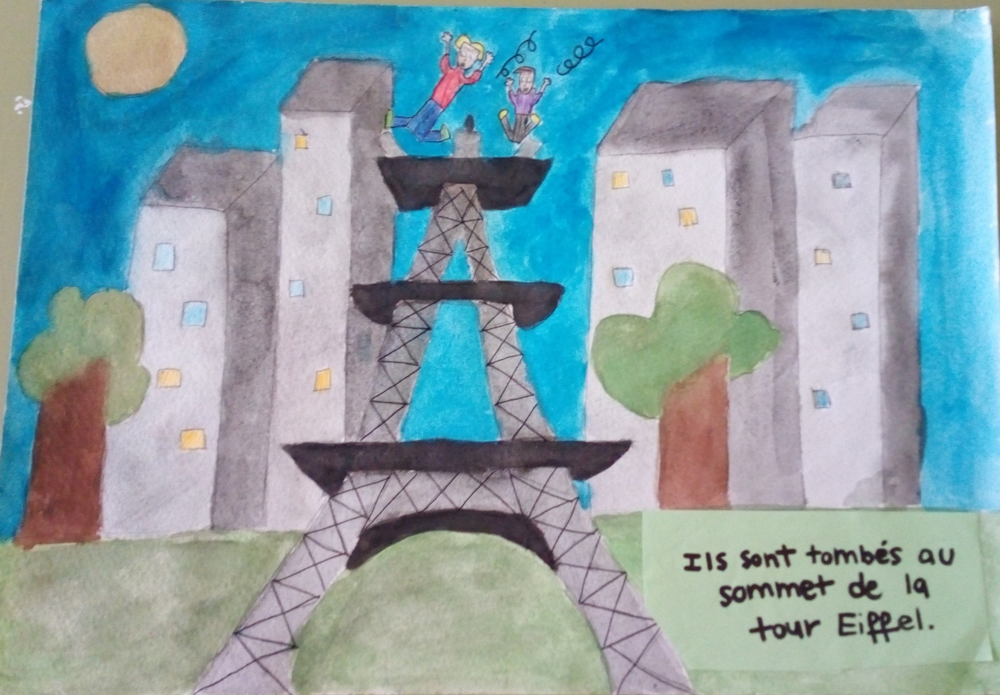 Ils sont tombés au
sommet de la
tour Eiffel.